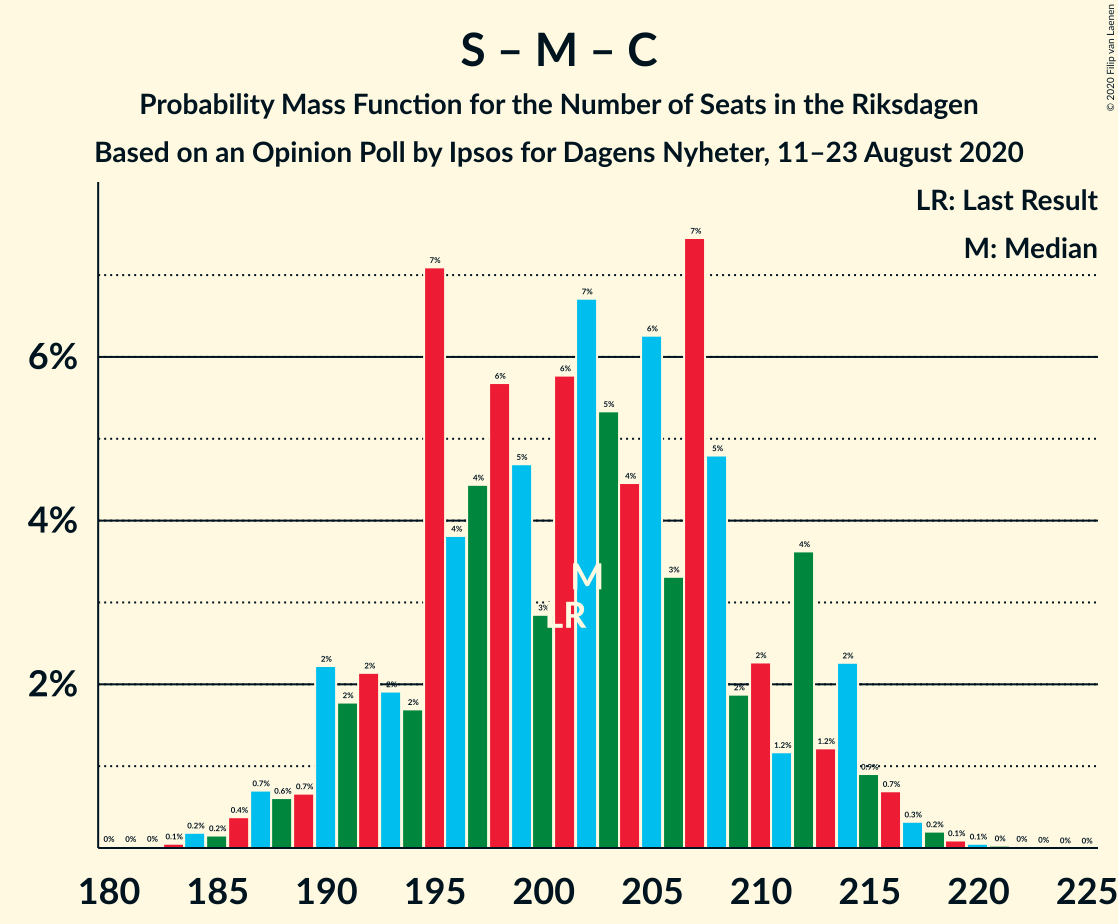 S – M – C
Probability Mass Function for the Number of Seats in the Riksdagen
Based on an Opinion Poll by Ipsos for Dagens Nyheter, 11–23 August 2020
© 2020 Filip van Laenen
LR: Last Result
M: Median
6%
4%
2%
0% 0% 0% 0.1% 0.2% 0.2% 0.4% 0.7% 0.6% 0.7% 2% 2% 2% 2% 2% 7% 4% 4% 6% 5% 3% 6% 7% 5% 4% 6% 3% 7% 5% 2% 2% 1.2% 4% 1.2% 2% 0.9% 0.7% 0.3% 0.2% 0.1% 0.1% 0% 0% 0% 0% 0%
M
LR
180 185 190 195 200 205 210 215 220 225